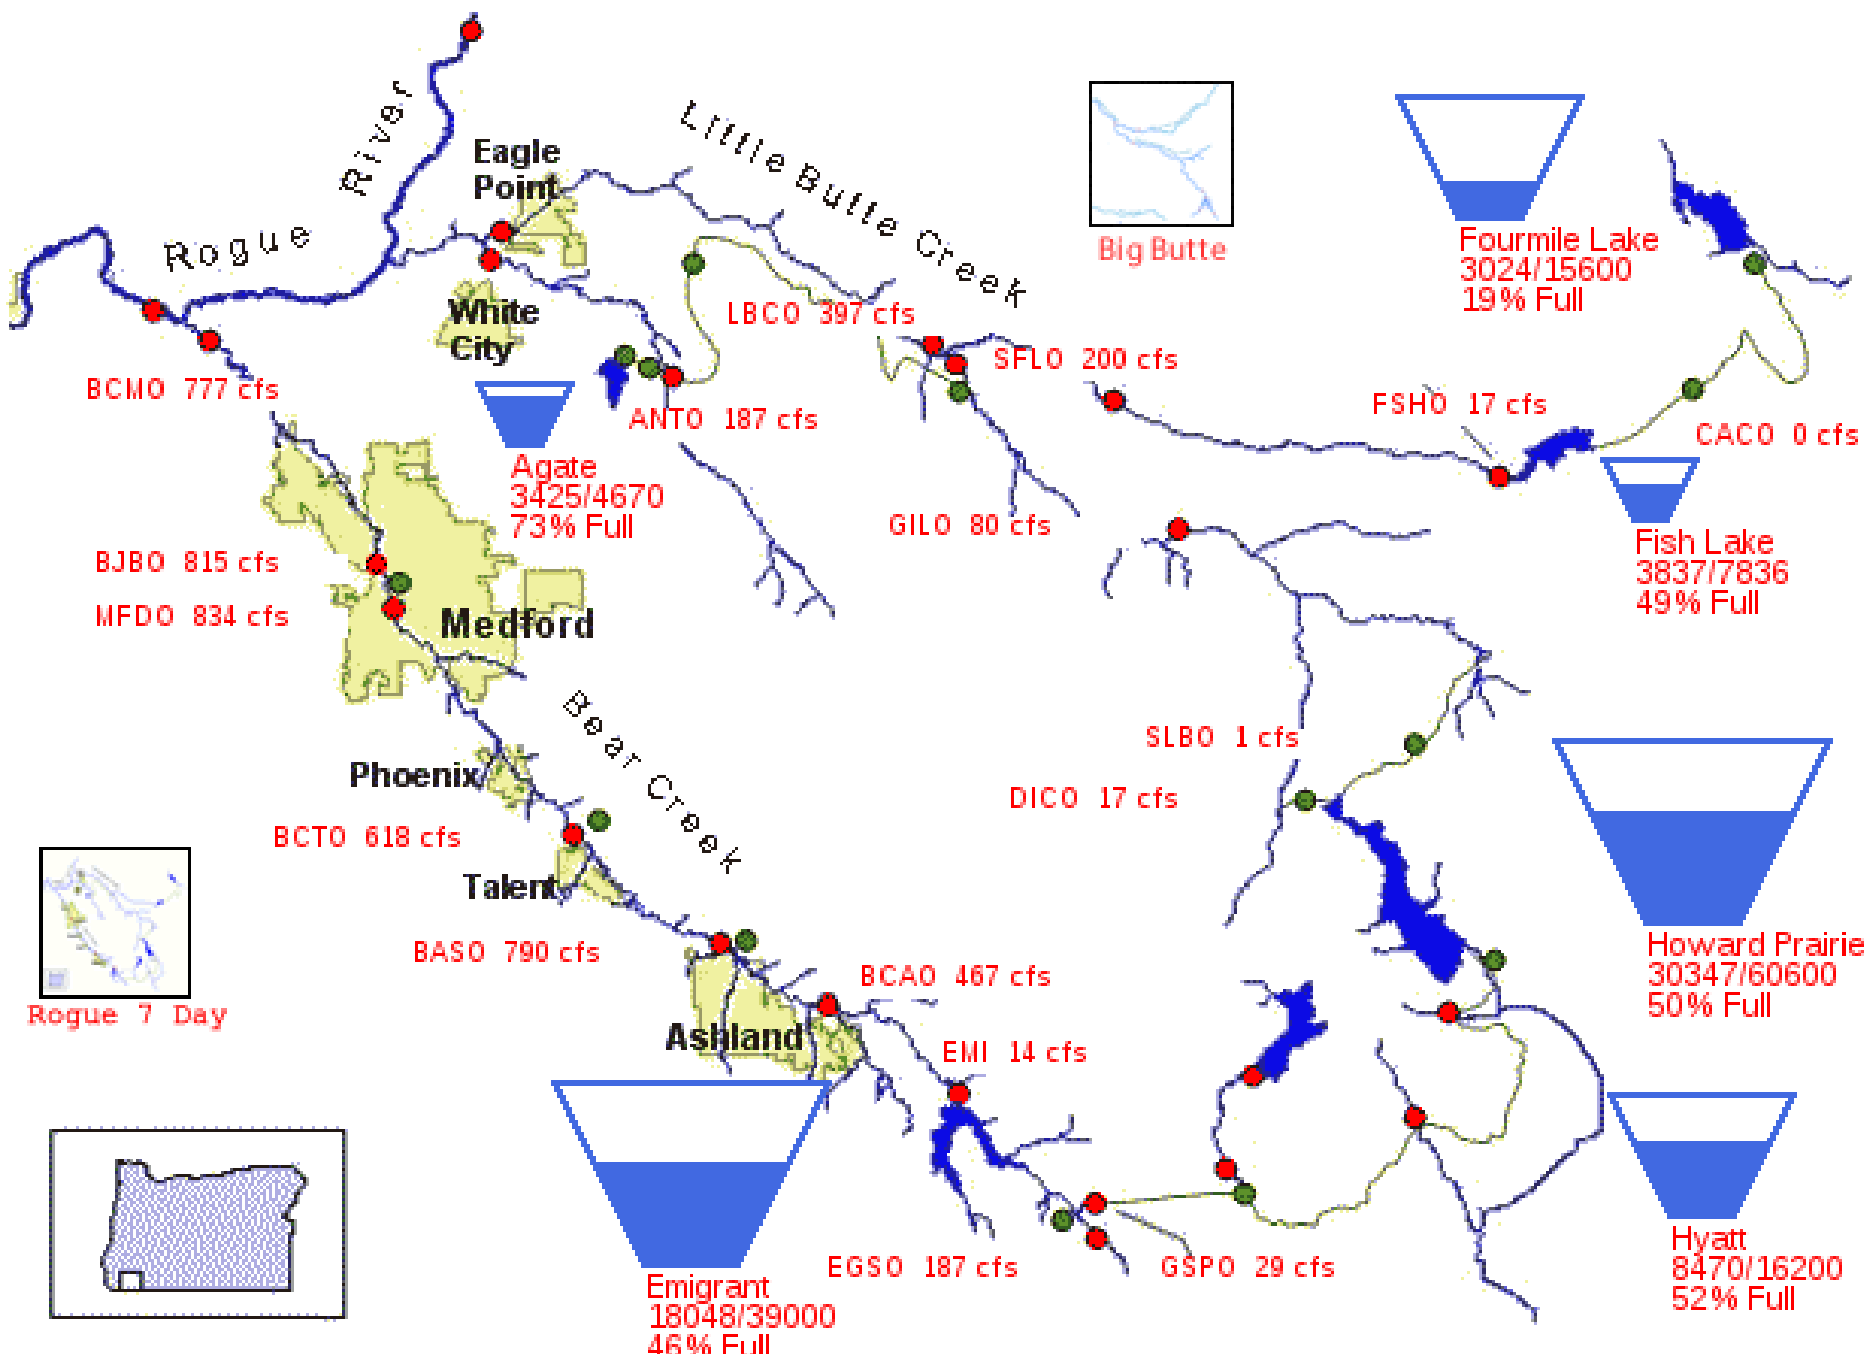 Rogue
River
Eagle
Point
Little Butte Creek
Big Butte
Fourmile Lake
3024/15600
19% Full
White
City
LBCO 397 cfs
SFLO 200 cfs
BCMO 777 cfs
ANTO 187 cfs
FSHO 17 cfs
CACO 0 cfs
Agate
3425/4670
73% Full
GILO 80 cfs
Fish Lake
3837/7836
49% Full
BJBO 815 cfs
MFDO 834 cfs
Medford
Bear Creek
SLBO 1 cfs
DICO 17 cfs
Phoenix
BCTO 618 cfs
Talent
BASO 790 cfs
BCAO 467 cfs
Howard Prairie
30347/60600
50% Full
Rogue 7 Day
Ashland
EMI 14 cfs
EGSO 187 cfs
GSPO 29 cfs
Hyatt
8470/16200
52% Full
Emigrant
18048/39000
46% Full